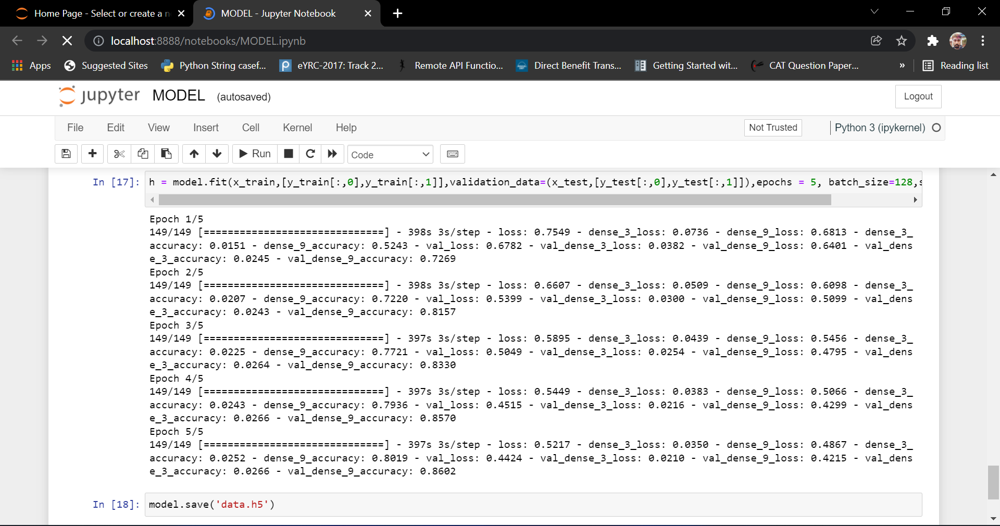 Home Page - Select or create a n
MODEL - Jupyter Notebook
localhost:8888/notebooks/MODEL.ipynb
Apps
Suggested Sites
Python String casef...
eYRC-2017: Track 2...
Remote API Functio...
Direct Benefit Trans...
Getting Started wit...
CAT Question Paper...
»
Reading list
jupyter MODEL (autosaved)
Logout
File Edit View Insert Cell Kernel Help
Not Trusted
Python 3 (ipykernel)
Run
Code
In [17]: h = model.fit(x_train,[y_train[:,0],y_train[:,1]],validation_data=(x_test,[y_test[:,0],y_test[:,1]]),epochs = 5, batch_size=128,s
Epoch 1/5
149/149 [==============================] - 398s 3s/step - loss: 0.7549 - dense_3_loss: 0.0736 - dense_9_loss: 0.6813 - dense_3_
accuracy: 0.0151 - dense_9_accuracy: 0.5243 - val_loss: 0.6782 - val_dense_3_loss: 0.0382 - val_dense_9_loss: 0.6401 - val_dens
e_3_accuracy: 0.0245 - val_dense_9_accuracy: 0.7269
Epoch 2/5
149/149 [==============================] - 398s 3s/step - loss: 0.6607 - dense_3_loss: 0.0509 - dense_9_loss: 0.6098 - dense_3_
accuracy: 0.0207 - dense_9_accuracy: 0.7220 - val_loss: 0.5399 - val_dense_3_loss: 0.0300 - val_dense_9_loss: 0.5099 - val_dens
e_3_accuracy: 0.0243 - val_dense_9_accuracy: 0.8157
Epoch 3/5
149/149 [==============================] - 397s 3s/step - loss: 0.5895 - dense_3_loss: 0.0439 - dense_9_loss: 0.5456 - dense_3_
accuracy: 0.0225 - dense_9_accuracy: 0.7721 - val_loss: 0.5049 - val_dense_3_loss: 0.0254 - val_dense_9_loss: 0.4795 - val_dens
e_3_accuracy: 0.0264 - val_dense_9_accuracy: 0.8330
Epoch 4/5
149/149 [==============================] - 397s 3s/step - loss: 0.5449 - dense_3_loss: 0.0383 - dense_9_loss: 0.5066 - dense_3_
accuracy: 0.0243 - dense_9_accuracy: 0.7936 - val_loss: 0.4515 - val_dense_3_loss: 0.0216 - val_dense_9_loss: 0.4299 - val_dens
e_3_accuracy: 0.0266 - val_dense_9_accuracy: 0.8570
Epoch 5/5
149/149 [==============================] - 397s 3s/step - loss: 0.5217 - dense_3_loss: 0.0350 - dense_9_loss: 0.4867 - dense_3_
accuracy: 0.0252 - dense_9_accuracy: 0.8019 - val_loss: 0.4424 - val_dense_3_loss: 0.0210 - val_dense_9_loss: 0.4215 - val_dens
e_3_accuracy: 0.0266 - val_dense_9_accuracy: 0.8602
In [18]: model.save('data.h5')